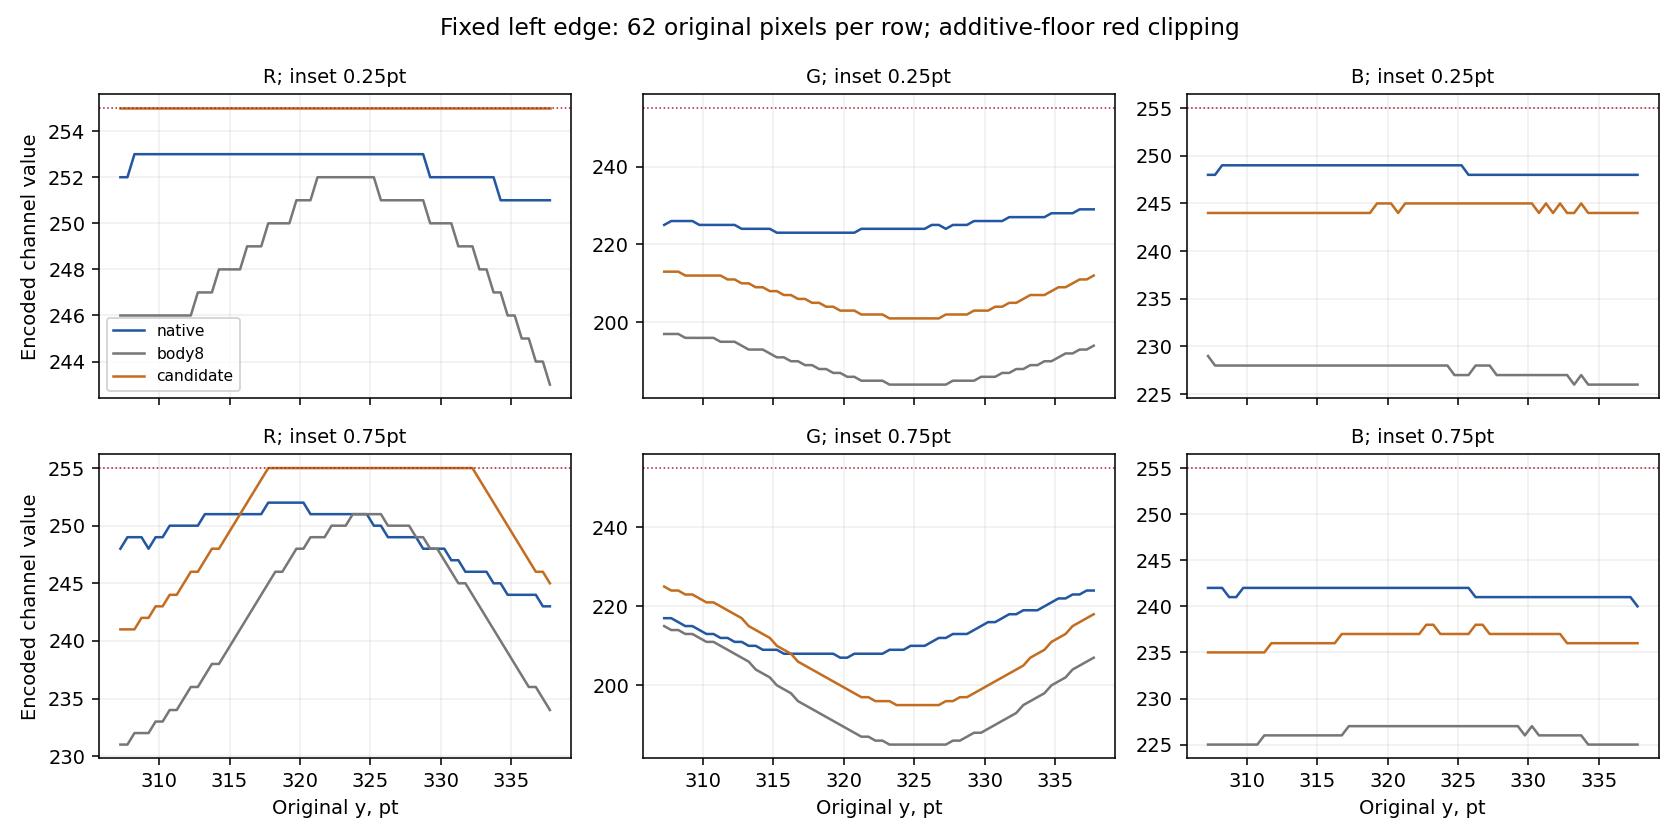 Fixed left edge: 62 original pixels per row; additive-floor red clipping
R; inset 0.25pt
G; inset 0.25pt
B; inset 0.25pt
Encoded channel value
254
252
250
248
246
244
native
body8
candidate
240
220
200
255
250
245
240
235
230
225
R; inset 0.75pt
G; inset 0.75pt
B; inset 0.75pt
Encoded channel value
255
250
245
240
235
230
240
220
200
255
250
245
240
235
230
225
310 315 320 325 330 335
310 315 320 325 330 335
310 315 320 325 330 335
Original y, pt
Original y, pt
Original y, pt